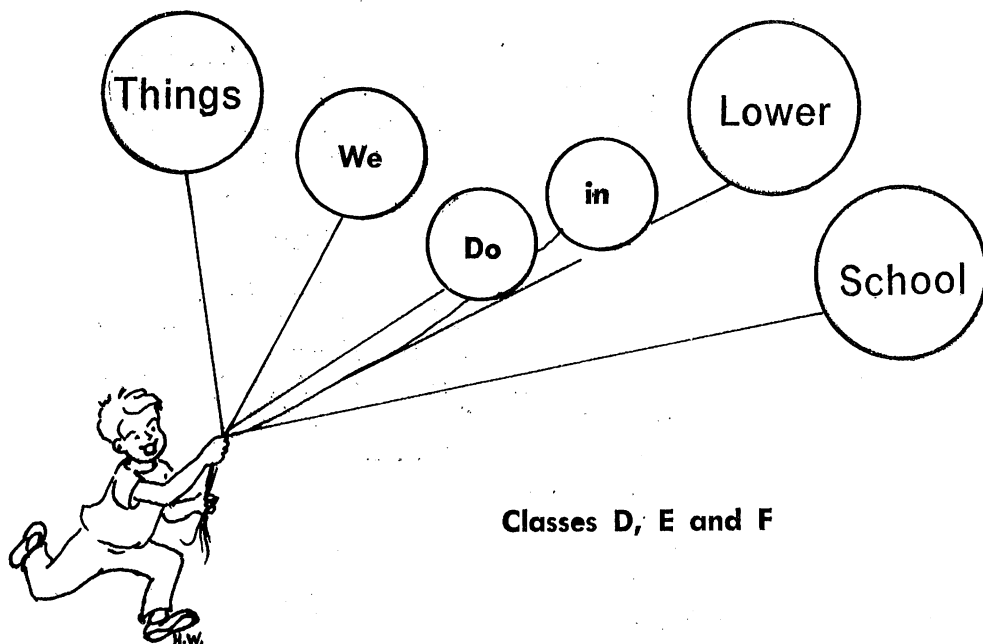 Things
We
Do
in
Lower
School
Classes D, E and F
H.W.